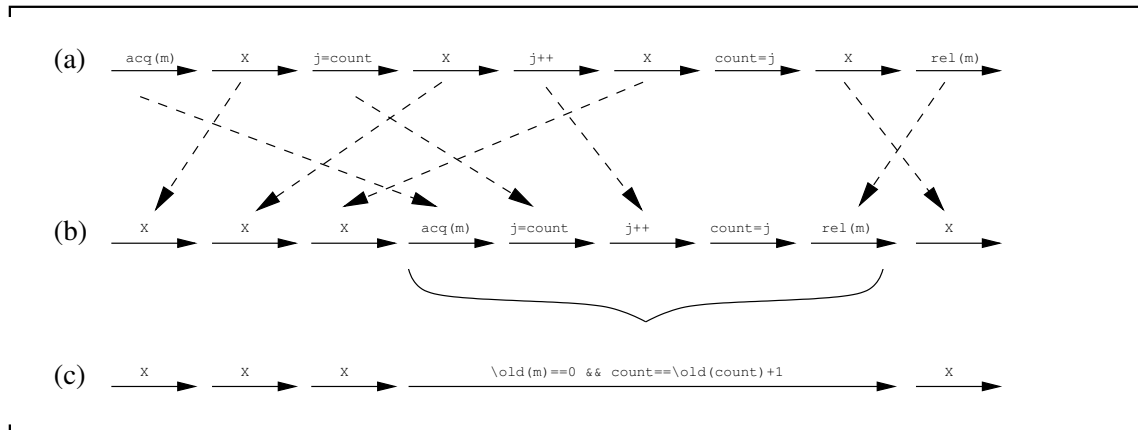 (a) acq(m) X j=count X j++ X count=j X rel(m)
(b) X X X acq(m) j=count j++ count=j rel(m) X
(c) X X X \old(m)==0 && count==\old(count)+1 X